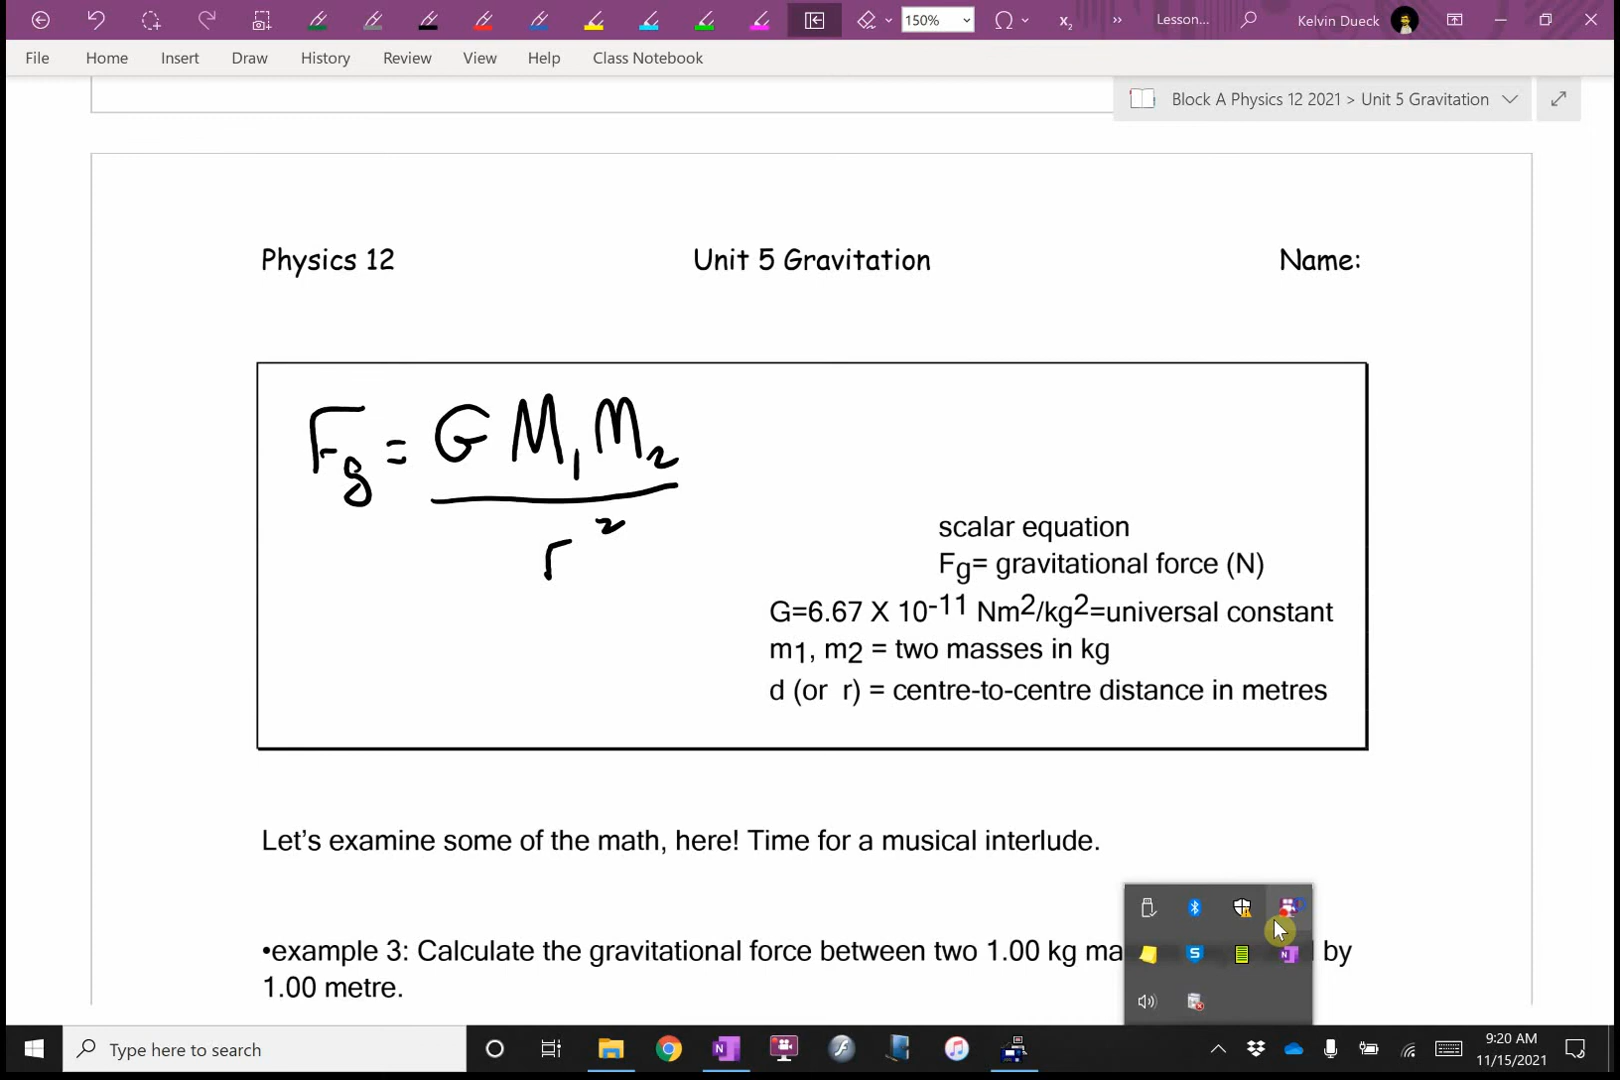 150%
x₂
Lesson...
Kelvin Dueck
File Home Insert Draw History Review View Help Class Notebook
Block A Physics 12 2021 > Unit 5 Gravitation
Physics 12 Unit 5 Gravitation Name:
Fg = G M₁ M₂
r²
scalar equation
Fg= gravitational force (N)
G=6.67 X 10⁻¹¹ Nm²/kg²=universal constant
m₁, m₂ = two masses in kg
d (or r) = centre-to-centre distance in metres
Let's examine some of the math, here! Time for a musical interlude.
•example 3: Calculate the gravitational force between two 1.00 kg by
1.00 metre.
Type here to search
9:20 AM
11/15/2021